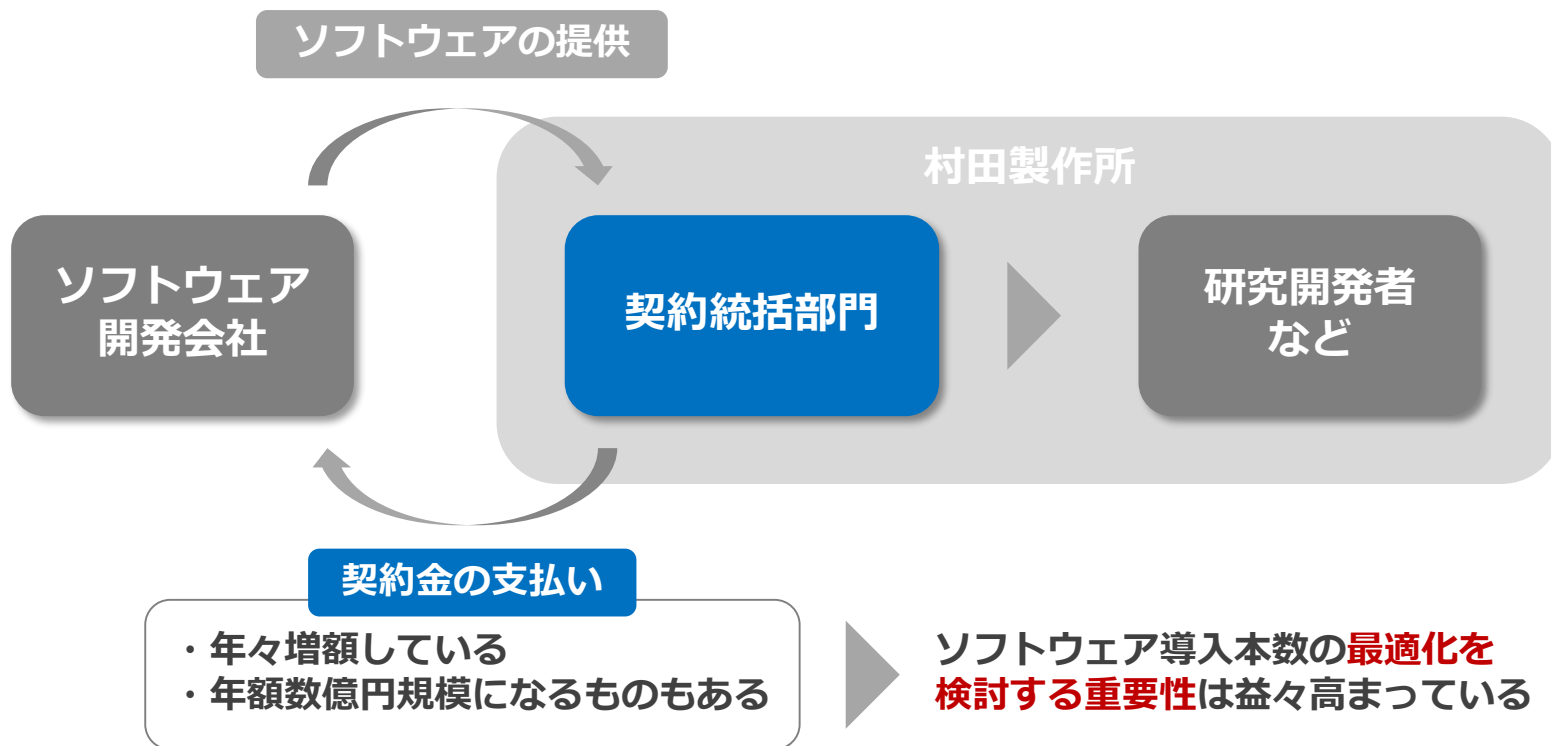 ソフトウェアの提供
村田製作所
ソフトウェア
開発会社
契約統括部門
研究開発者
など
契約金の支払い
・年々増額している
・年額数億円規模になるものもある
ソフトウェア導入本数の最適化を
検討する重要性は益々高まっている